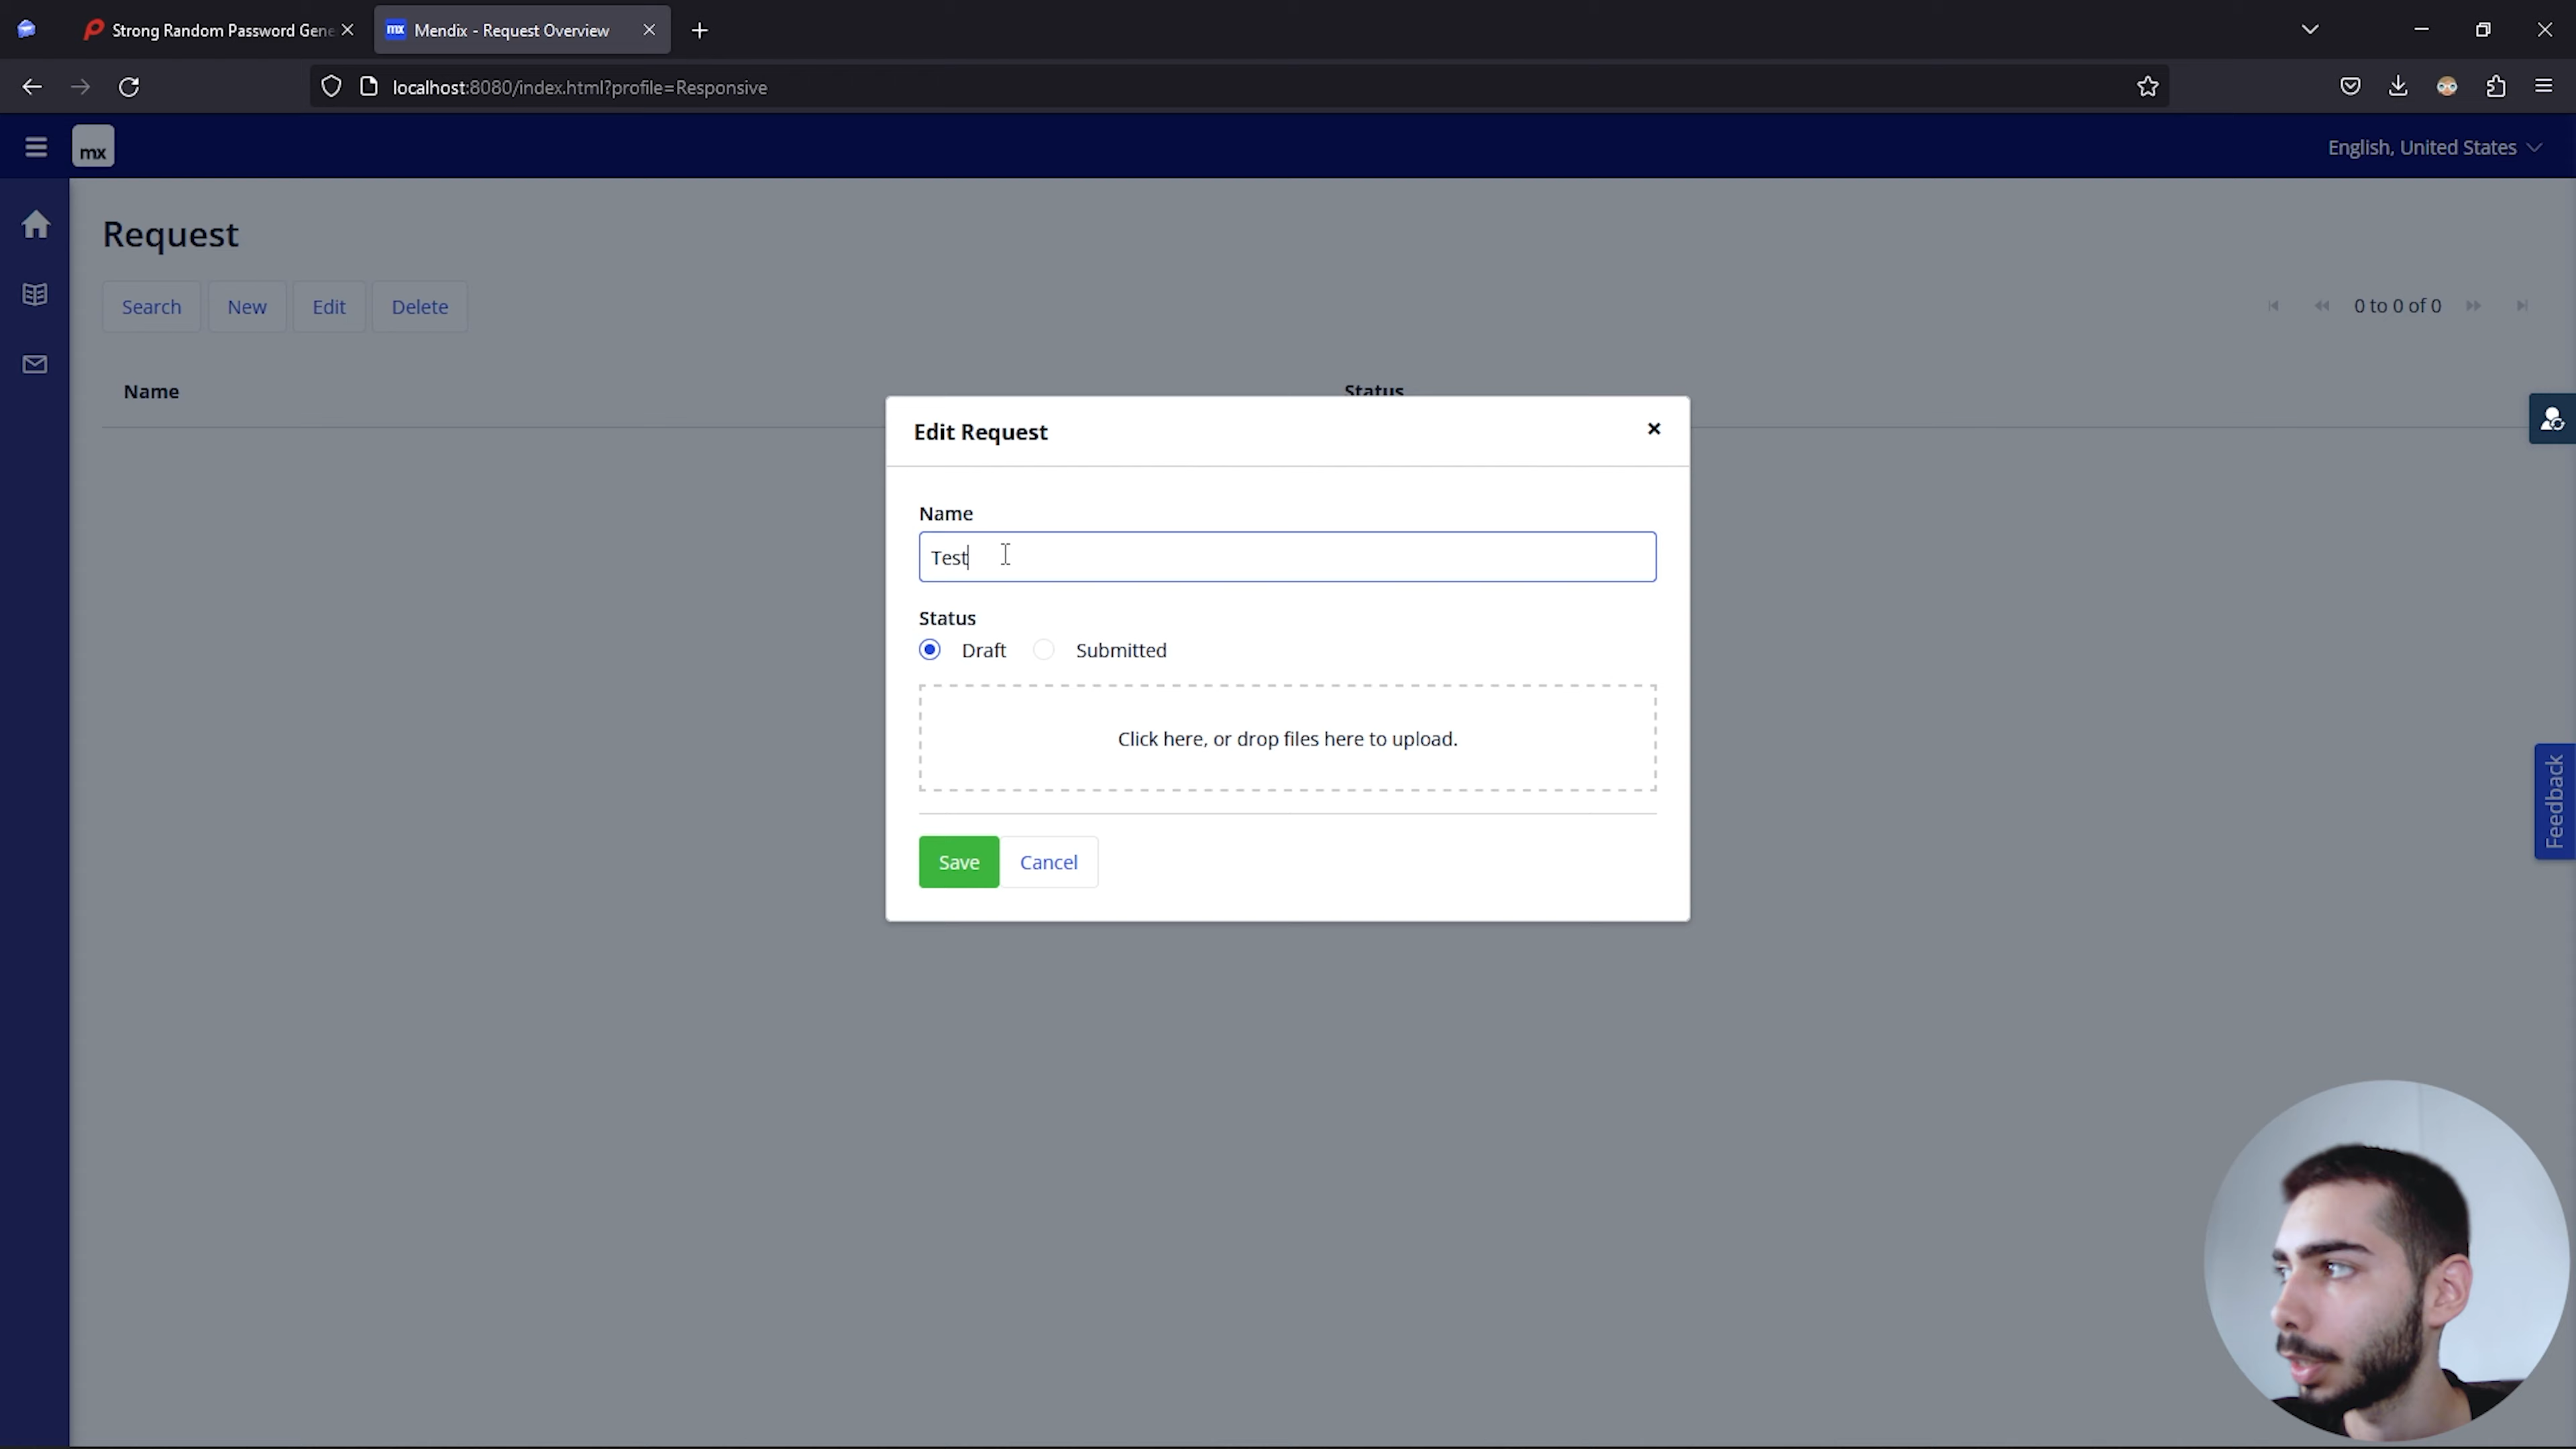 Strong Random Password Gene
mx Mendix - Request Overview
localhost:8080/index.html?profile=Responsive
mx
English, United States
Request
Search New Edit Delete
0 to 0 of 0
Name Status
Edit Request
Name
Test
Status
Draft Submitted
Click here, or drop files here to upload.
Feedback
Save Cancel